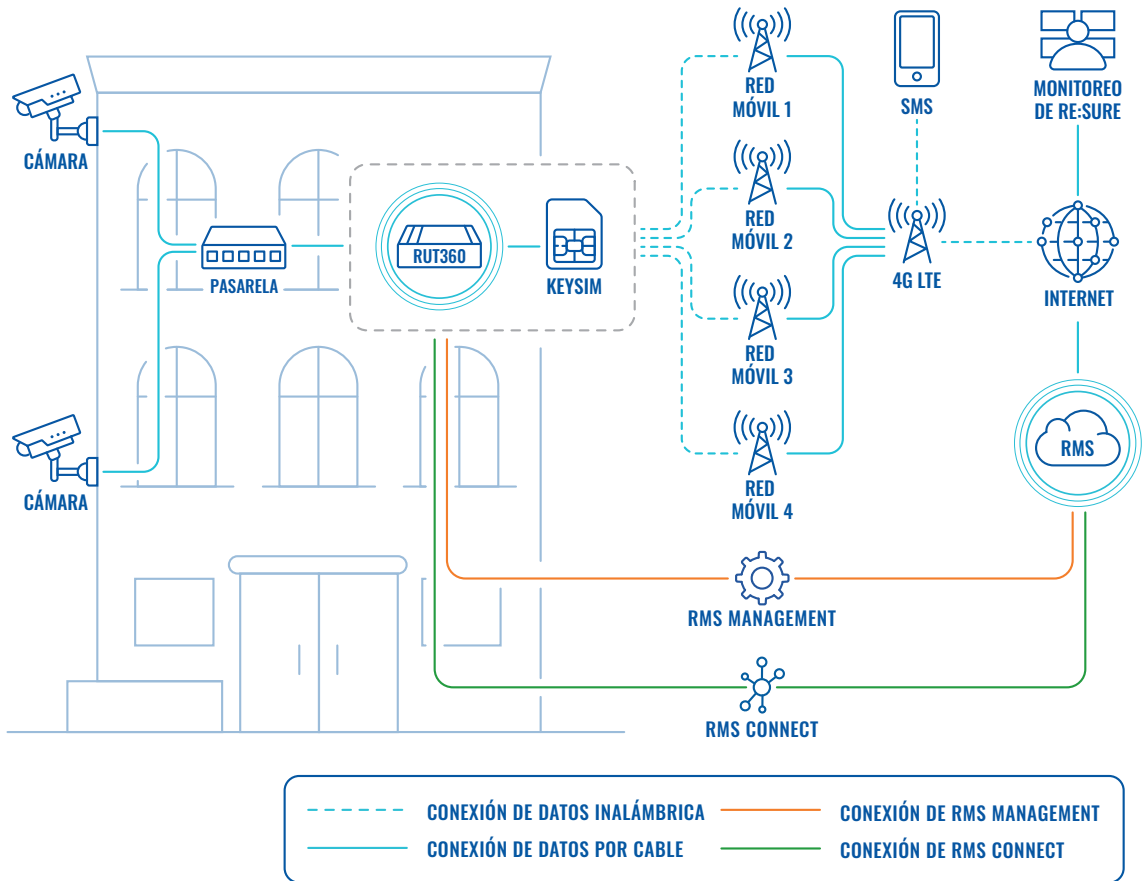 RED
MÓVIL 1
SMS
MONITOREO
DE RE:SURE
CÁMARA
RED
MÓVIL 2
RUT360
PASARELA
KEYSIM
4G LTE
INTERNET
RED
MÓVIL 3
RMS
CÁMARA
RED
MÓVIL 4
RMS MANAGEMENT
RMS CONNECT
CONEXIÓN DE DATOS INALÁMBRICA
CONEXIÓN DE RMS MANAGEMENT
CONEXIÓN DE DATOS POR CABLE
CONEXIÓN DE RMS CONNECT